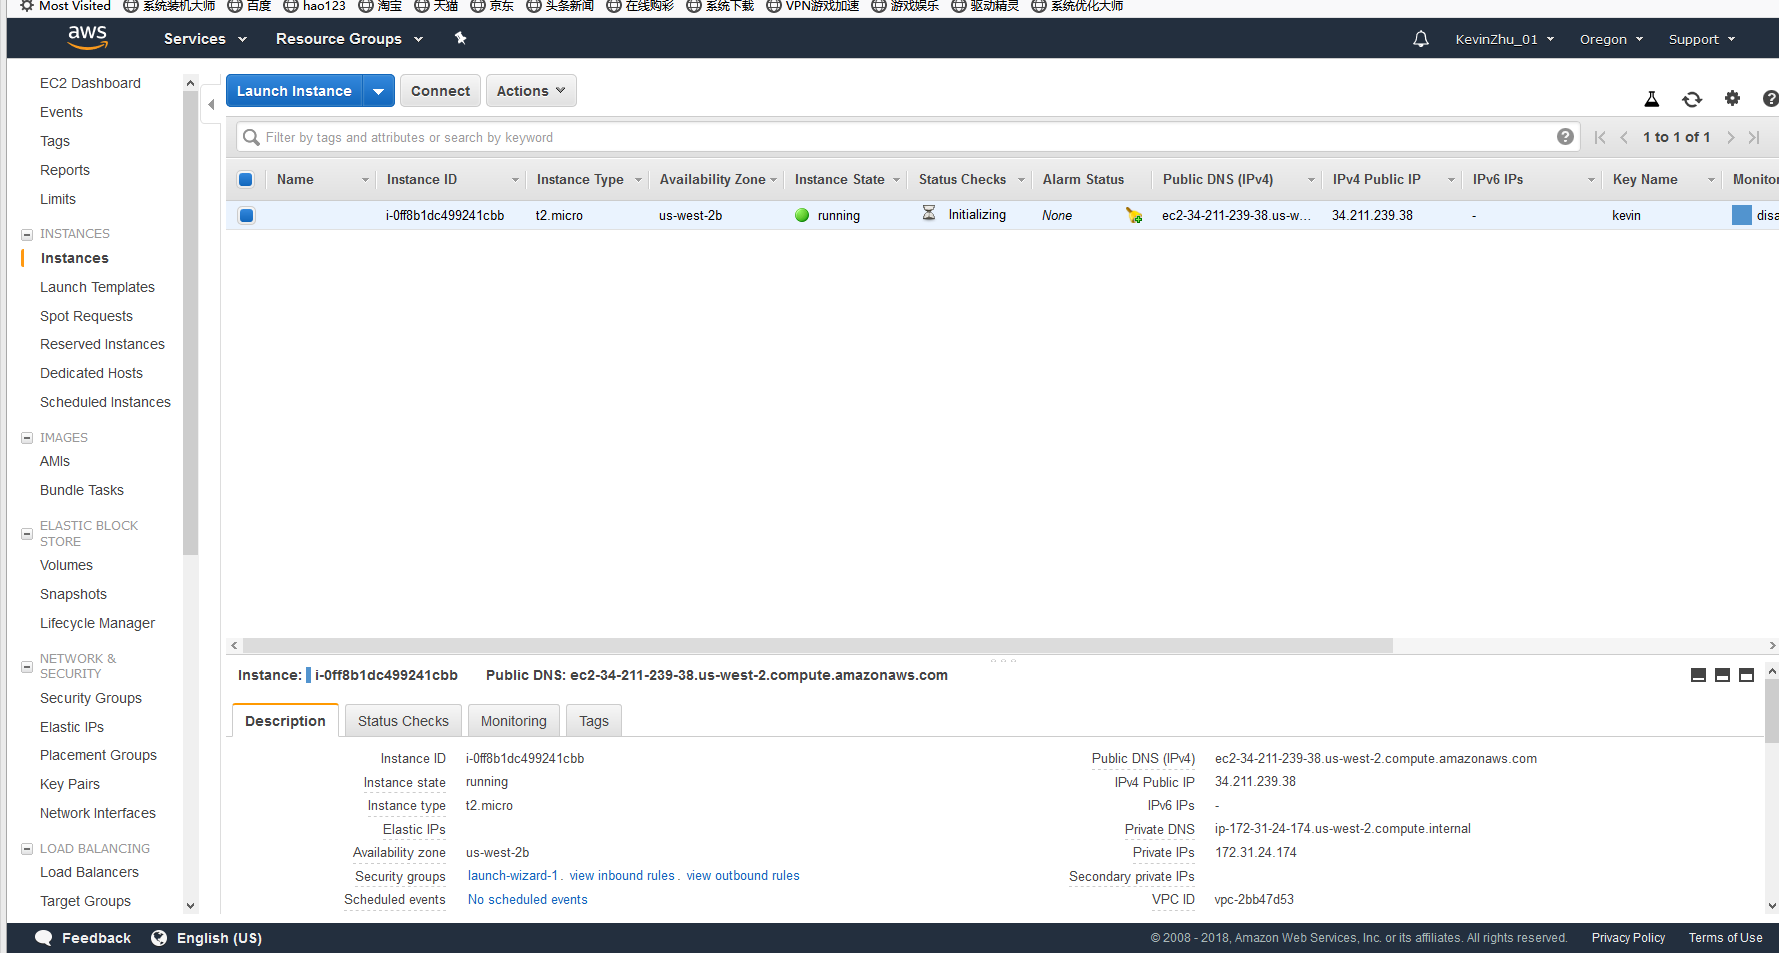 Most Visited 系统装机大师 百度 hao123 淘宝 天猫 京东 头条新闻 在线购彩 系统下载 VPN游戏加速 游戏娱乐 驱动精灵 系统优化大师
aws Services Resource Groups KevinZhu_01 Oregon Support
EC2 Dashboard
Events
Tags
Reports
Limits
INSTANCES
Instances
Launch Templates
Spot Requests
Reserved Instances
Dedicated Hosts
Scheduled Instances
IMAGES
AMIs
Bundle Tasks
ELASTIC BLOCK
STORE
Volumes
Snapshots
Lifecycle Manager
NETWORK &
SECURITY
Security Groups
Elastic IPs
Placement Groups
Key Pairs
Network Interfaces
LOAD BALANCING
Load Balancers
Target Groups
Launch Instance Connect Actions
Filter by tags and attributes or search by keyword 1 to 1 of 1
Name Instance ID Instance Type Availability Zone Instance State Status Checks Alarm Status Public DNS (IPv4) IPv4 Public IP IPv6 IPs Key Name Monitor
i-0ff8b1dc499241cbb t2.micro us-west-2b running Initializing None ec2-34-211-239-38.us-w... 34.211.239.38 - kevin disa
Instance: i-0ff8b1dc499241cbb Public DNS: ec2-34-211-239-38.us-west-2.compute.amazonaws.com
Description Status Checks Monitoring Tags
Instance ID i-0ff8b1dc499241cbb Public DNS (IPv4) ec2-34-211-239-38.us-west-2.compute.amazonaws.com
Instance state running IPv4 Public IP 34.211.239.38
Instance type t2.micro IPv6 IPs -
Elastic IPs Private DNS ip-172-31-24-174.us-west-2.compute.internal
Availability zone us-west-2b Private IPs 172.31.24.174
Security groups launch-wizard-1. view inbound rules. view outbound rules Secondary private IPs
Scheduled events No scheduled events VPC ID vpc-2bb47d53
Feedback English (US) © 2008 - 2018, Amazon Web Services, Inc. or its affiliates. All rights reserved. Privacy Policy Terms of Use